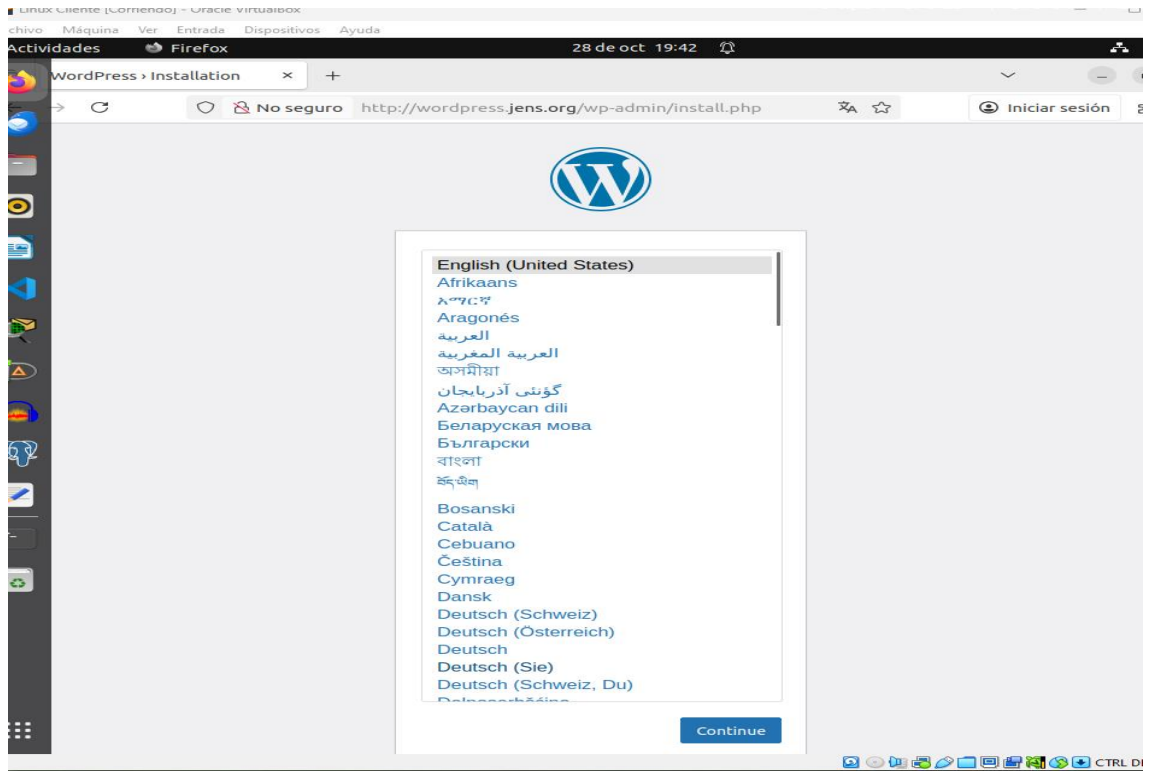 Linux Cliente [Corriendo] - Oracle VirtualBox
chivo Máquina Ver Entrada Dispositivos Ayuda
Actividades Firefox 28 de oct 19:42
WordPress › Installation × +
No seguro http://wordpress.jens.org/wp-admin/install.php Iniciar sesión
English (United States)
Afrikaans
አማርኛ
Aragonés
العربية
العربية المغربية
অসমীয়া
گؤنئی آذربایجان
Azərbaycan dili
Беларуская мова
Български
বাংলা
བོད་ཡིག
Bosanski
Català
Cebuano
Čeština
Cymraeg
Dansk
Deutsch (Schweiz)
Deutsch (Österreich)
Deutsch
Deutsch (Sie)
Deutsch (Schweiz, Du)
Continue
CTRL